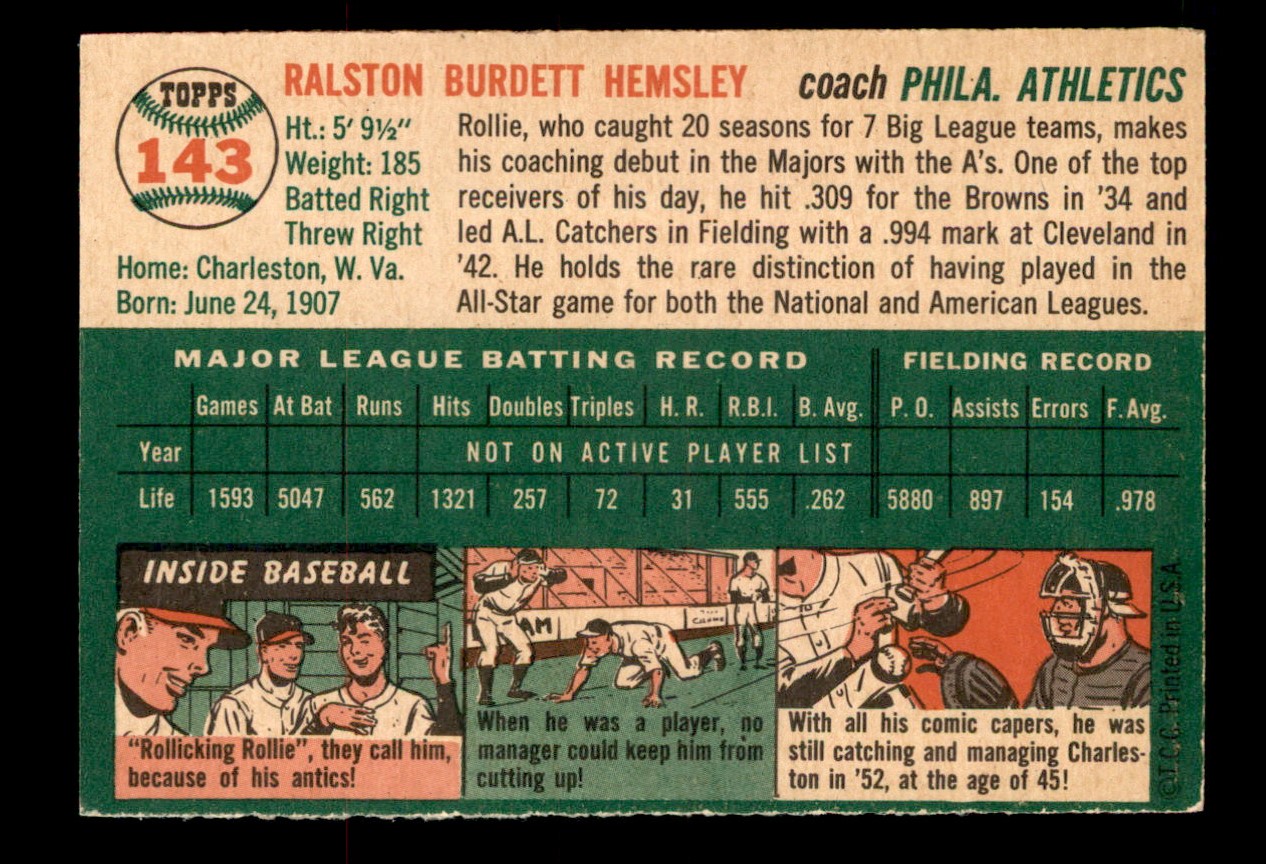 TOPPS
143
RALSTON BURDETT HEMSLEY
coach PHILA. ATHLETICS
Ht.: 5' 9½"
Weight: 185
Batted Right
Threw Right
Home: Charleston, W. Va.
Born: June 24, 1907
Rollie, who caught 20 seasons for 7 Big League teams, makes
his coaching debut in the Majors with the A's. One of the top
receivers of his day, he hit .309 for the Browns in '34 and
led A.L. Catchers in Fielding with a .994 mark at Cleveland in
'42. He holds the rare distinction of having played in the
All-Star game for both the National and American Leagues.
MAJOR LEAGUE BATTING RECORD FIELDING RECORD
Games At Bat Runs Hits Doubles Triples H. R. R.B.I. B. Avg. P. O. Assists Errors F. Avg.
Year NOT ON ACTIVE PLAYER LIST
Life 1593 5047 562 1321 257 72 31 555 .262 5880 897 154 .978
INSIDE BASEBALL
"Rollicking Rollie", they call him,
because of his antics!
AM
When he was a player, no
manager could keep him from
cutting up!
With all his comic capers, he was
still catching and managing Charles-
ton in '52, at the age of 45!
©T.C.G. Printed in U.S.A.